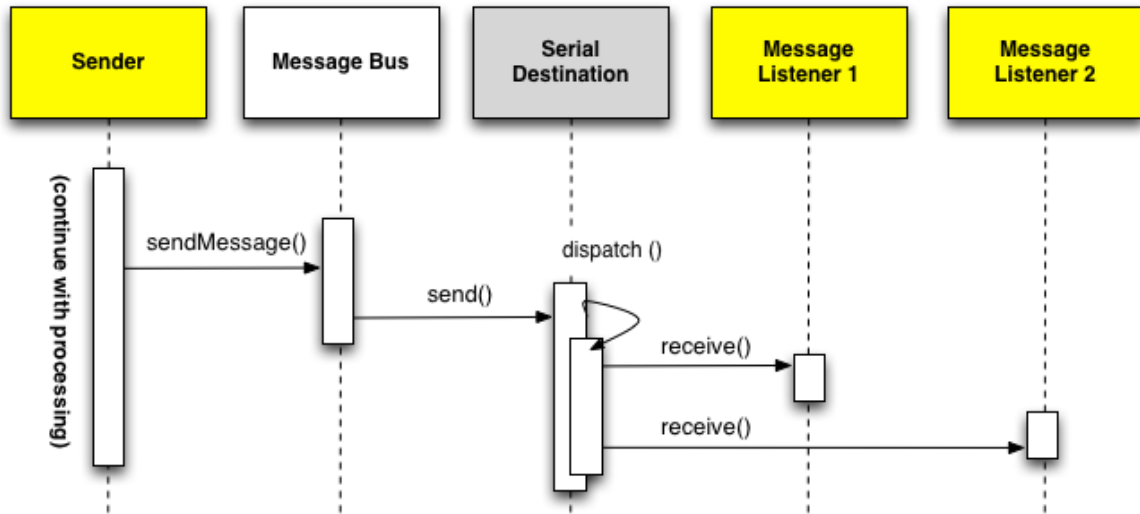 Sender
Message Bus
Serial
Destination
Message
Listener 1
Message
Listener 2
(continue with processing)
sendMessage()
dispatch ()
send()
receive()
receive()